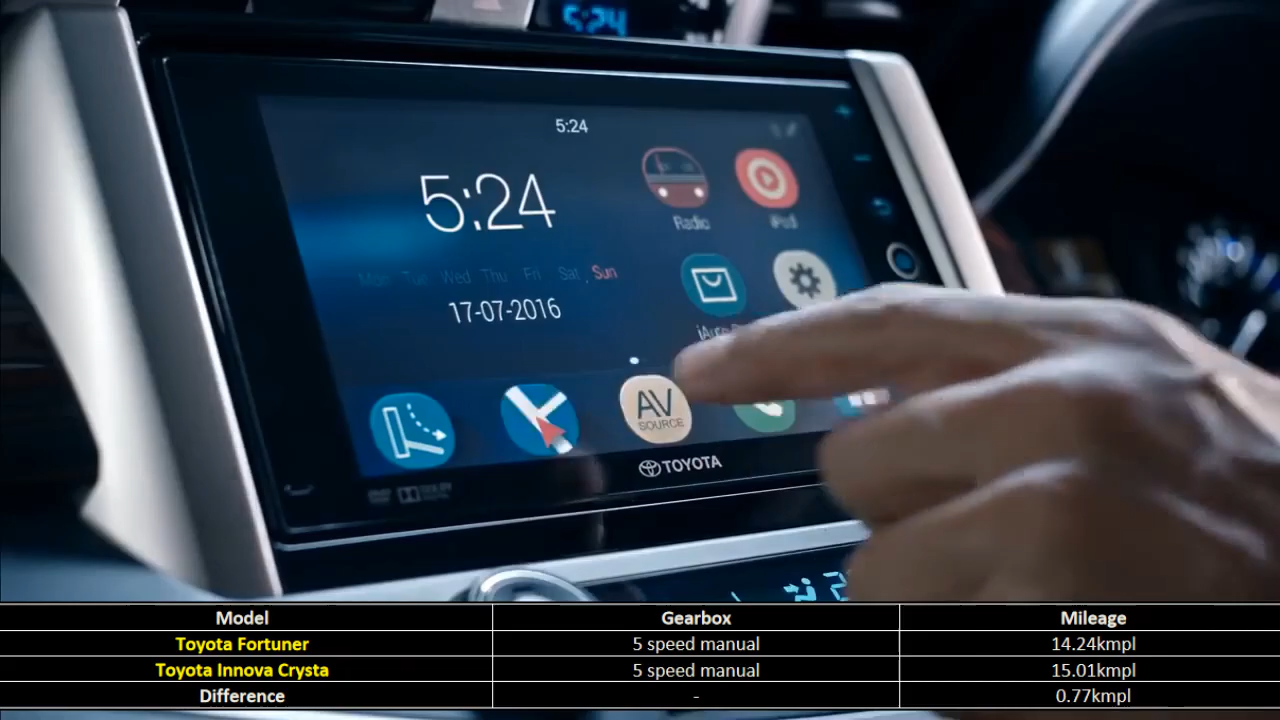 5:24
5:24
5:24
Radio
iPod
Mon Tue Wed Thu Fri Sat Sun
17-07-2016
AV
SOURCE
TOYOTA
Model Gearbox Mileage
Toyota Fortuner 5 speed manual 14.24kmpl
Toyota Innova Crysta 5 speed manual 15.01kmpl
Difference - 0.77kmpl